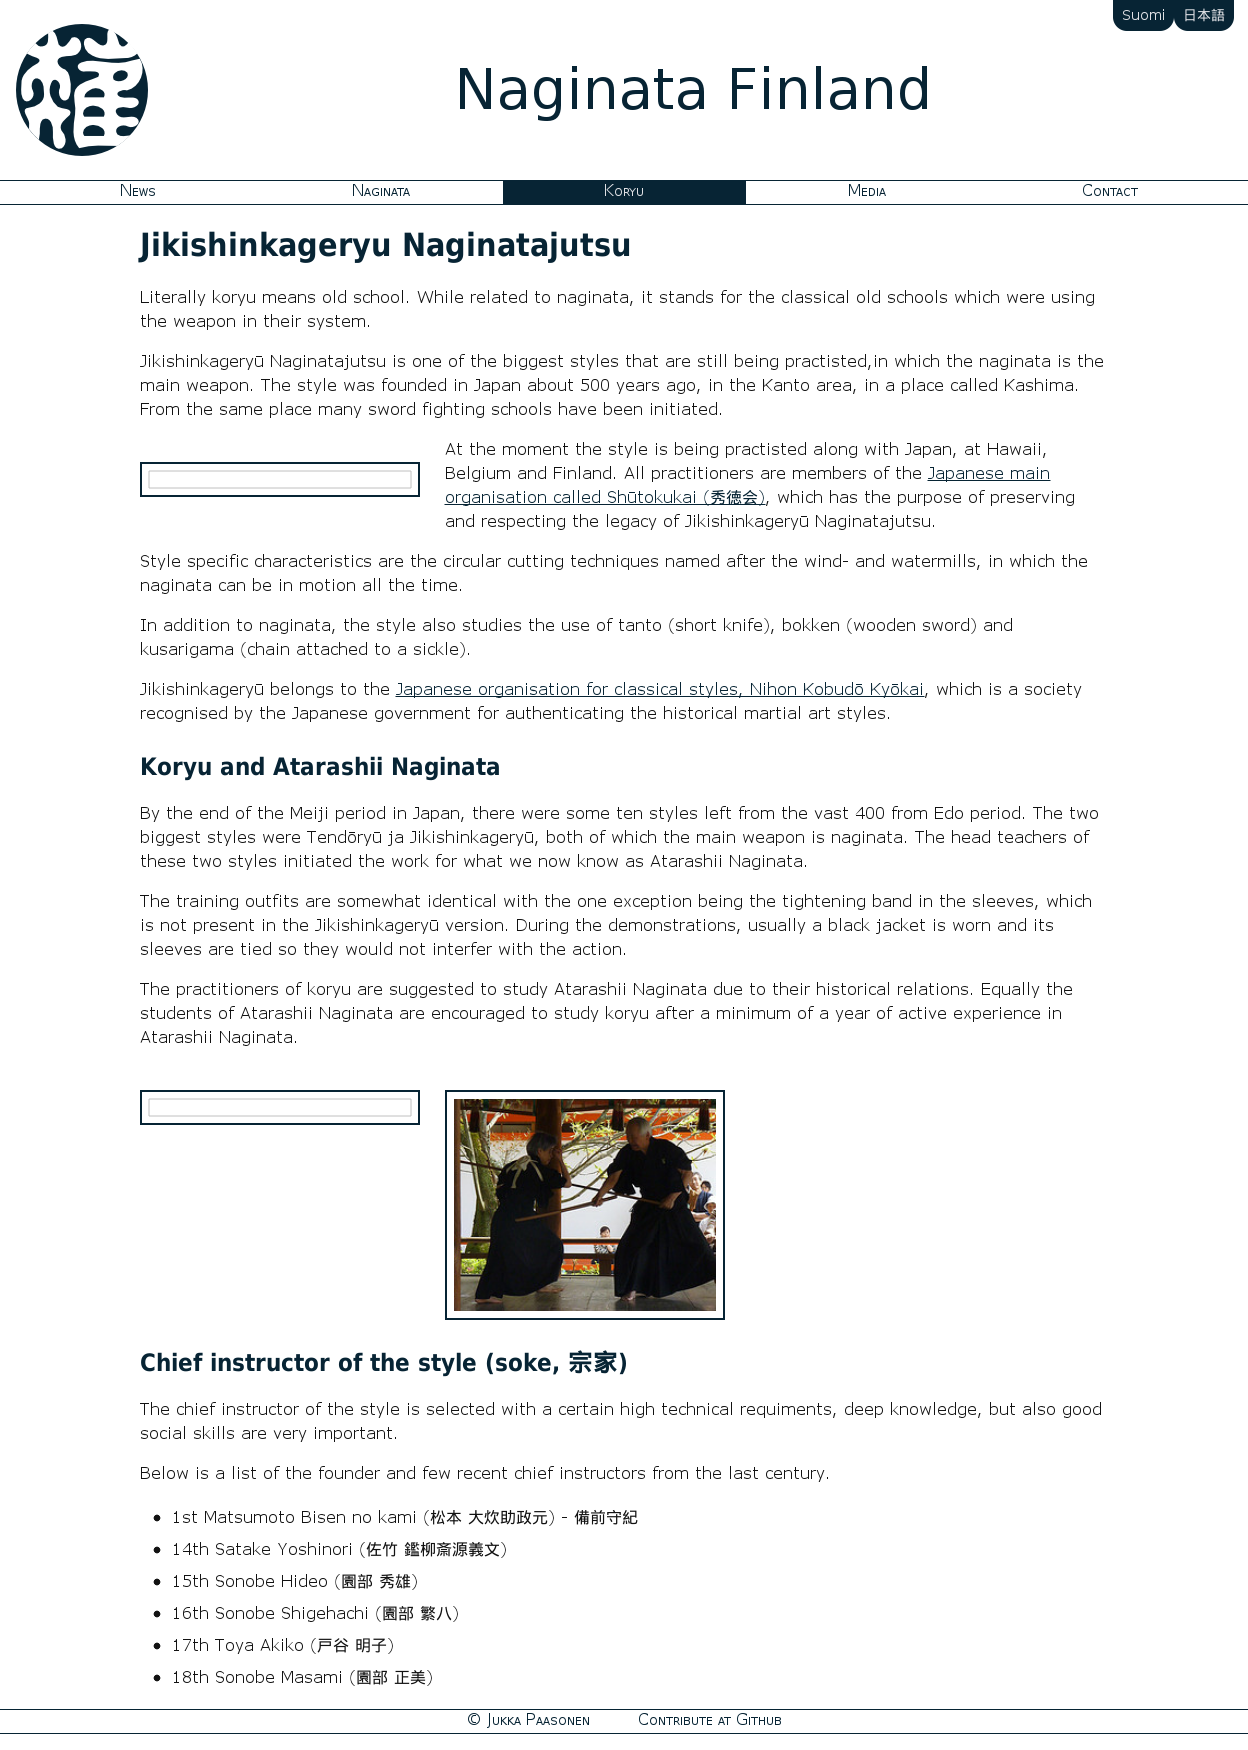 Suomi 日本語
Naginata Finland
News Naginata Koryu Media Contact
Jikishinkageryu Naginatajutsu
Literally koryu means old school. While related to naginata, it stands for the classical old schools which were using
the weapon in their system.
Jikishinkageryū Naginatajutsu is one of the biggest styles that are still being practisted,in which the naginata is the
main weapon. The style was founded in Japan about 500 years ago, in the Kanto area, in a place called Kashima.
From the same place many sword fighting schools have been initiated.
At the moment the style is being practisted along with Japan, at Hawaii,
Belgium and Finland. All practitioners are members of the Japanese main
organisation called Shūtokukai (秀徳会), which has the purpose of preserving
and respecting the legacy of Jikishinkageryū Naginatajutsu.
Style specific characteristics are the circular cutting techniques named after the wind- and watermills, in which the
naginata can be in motion all the time.
In addition to naginata, the style also studies the use of tanto (short knife), bokken (wooden sword) and
kusarigama (chain attached to a sickle).
Jikishinkageryū belongs to the Japanese organisation for classical styles, Nihon Kobudō Kyōkai, which is a society
recognised by the Japanese government for authenticating the historical martial art styles.
Koryu and Atarashii Naginata
By the end of the Meiji period in Japan, there were some ten styles left from the vast 400 from Edo period. The two
biggest styles were Tendōryū ja Jikishinkageryū, both of which the main weapon is naginata. The head teachers of
these two styles initiated the work for what we now know as Atarashii Naginata.
The training outfits are somewhat identical with the one exception being the tightening band in the sleeves, which
is not present in the Jikishinkageryū version. During the demonstrations, usually a black jacket is worn and its
sleeves are tied so they would not interfer with the action.
The practitioners of koryu are suggested to study Atarashii Naginata due to their historical relations. Equally the
students of Atarashii Naginata are encouraged to study koryu after a minimum of a year of active experience in
Atarashii Naginata.
Chief instructor of the style (soke, 宗家)
The chief instructor of the style is selected with a certain high technical requiments, deep knowledge, but also good
social skills are very important.
Below is a list of the founder and few recent chief instructors from the last century.
• 1st Matsumoto Bisen no kami (松本 大炊助政元) - 備前守紀
• 14th Satake Yoshinori (佐竹 鑑柳斎源義文)
• 15th Sonobe Hideo (園部 秀雄)
• 16th Sonobe Shigehachi (園部 繁八)
• 17th Toya Akiko (戸谷 明子)
• 18th Sonobe Masami (園部 正美)
© Jukka Paasonen Contribute at Github